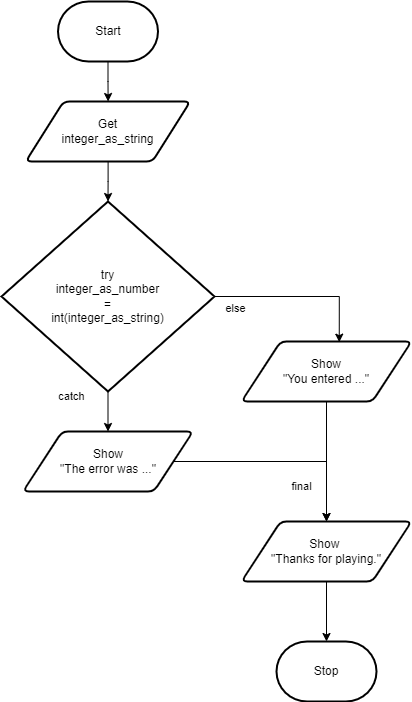 Start
Get
integer_as_string
try
integer_as_number
=
int(integer_as_string)
else
Show
"You entered ..."
catch
Show
"The error was ..."
final
Show
"Thanks for playing."
Stop